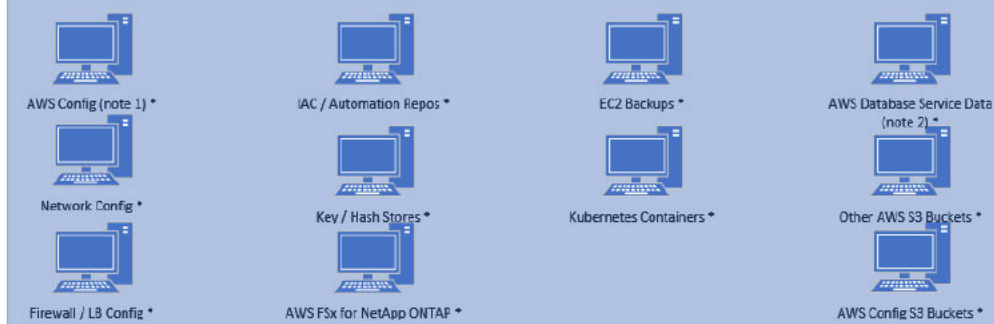 AWS Config (note 1) *
IAC / Automation Repos *
EC2 Backups *
AWS Database Service Data
(note 2) *
Network Config *
Key / Hash Stores *
Kubernetes Containers *
Other AWS S3 Buckets *
Firewall / LB Config *
AWS FSx for NetApp ONTAP *
AWS Config S3 Buckets *